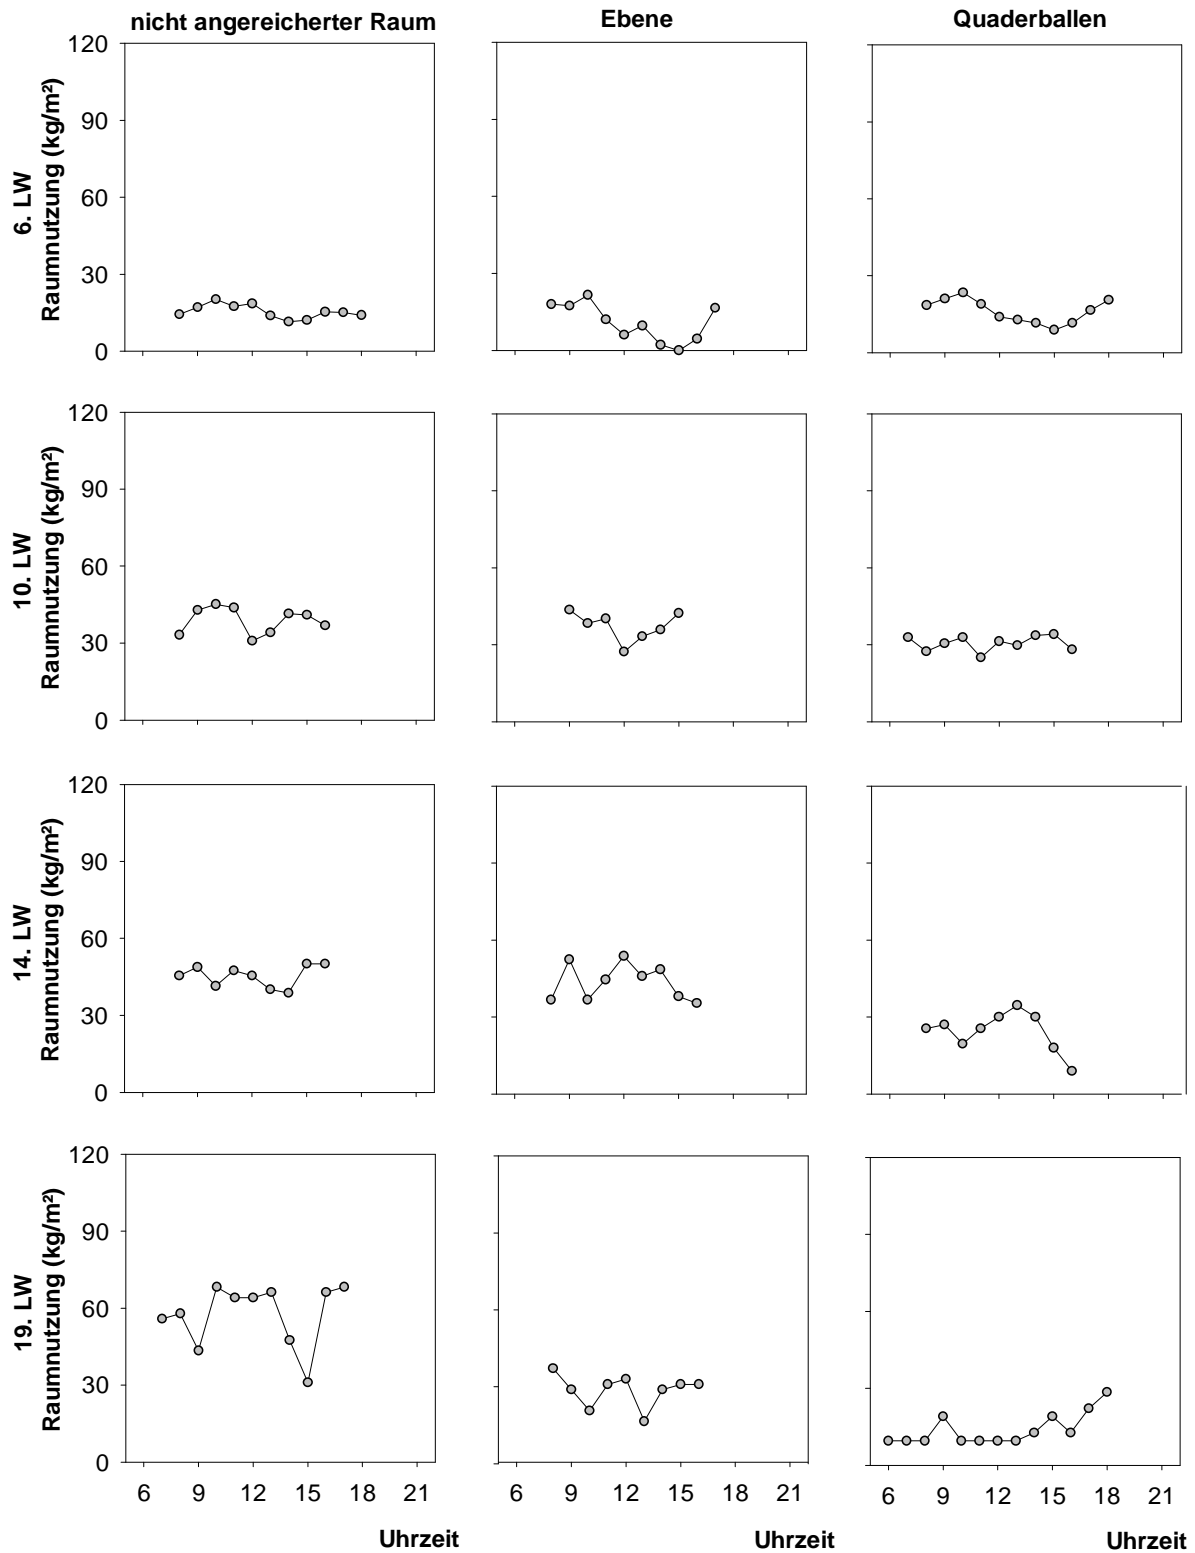 nicht angereicherter Raum
Ebene
Quaderballen
6. LW
Raumnutzung (kg/m²)
120
90
60
30
0
10. LW
Raumnutzung (kg/m²)
120
90
60
30
0
14. LW
Raumnutzung (kg/m²)
120
90
60
30
0
19. LW
Raumnutzung (kg/m²)
120
90
60
30
0
6 9 12 15 18 21
6 9 12 15 18 21
6 9 12 15 18 21
Uhrzeit
Uhrzeit
Uhrzeit